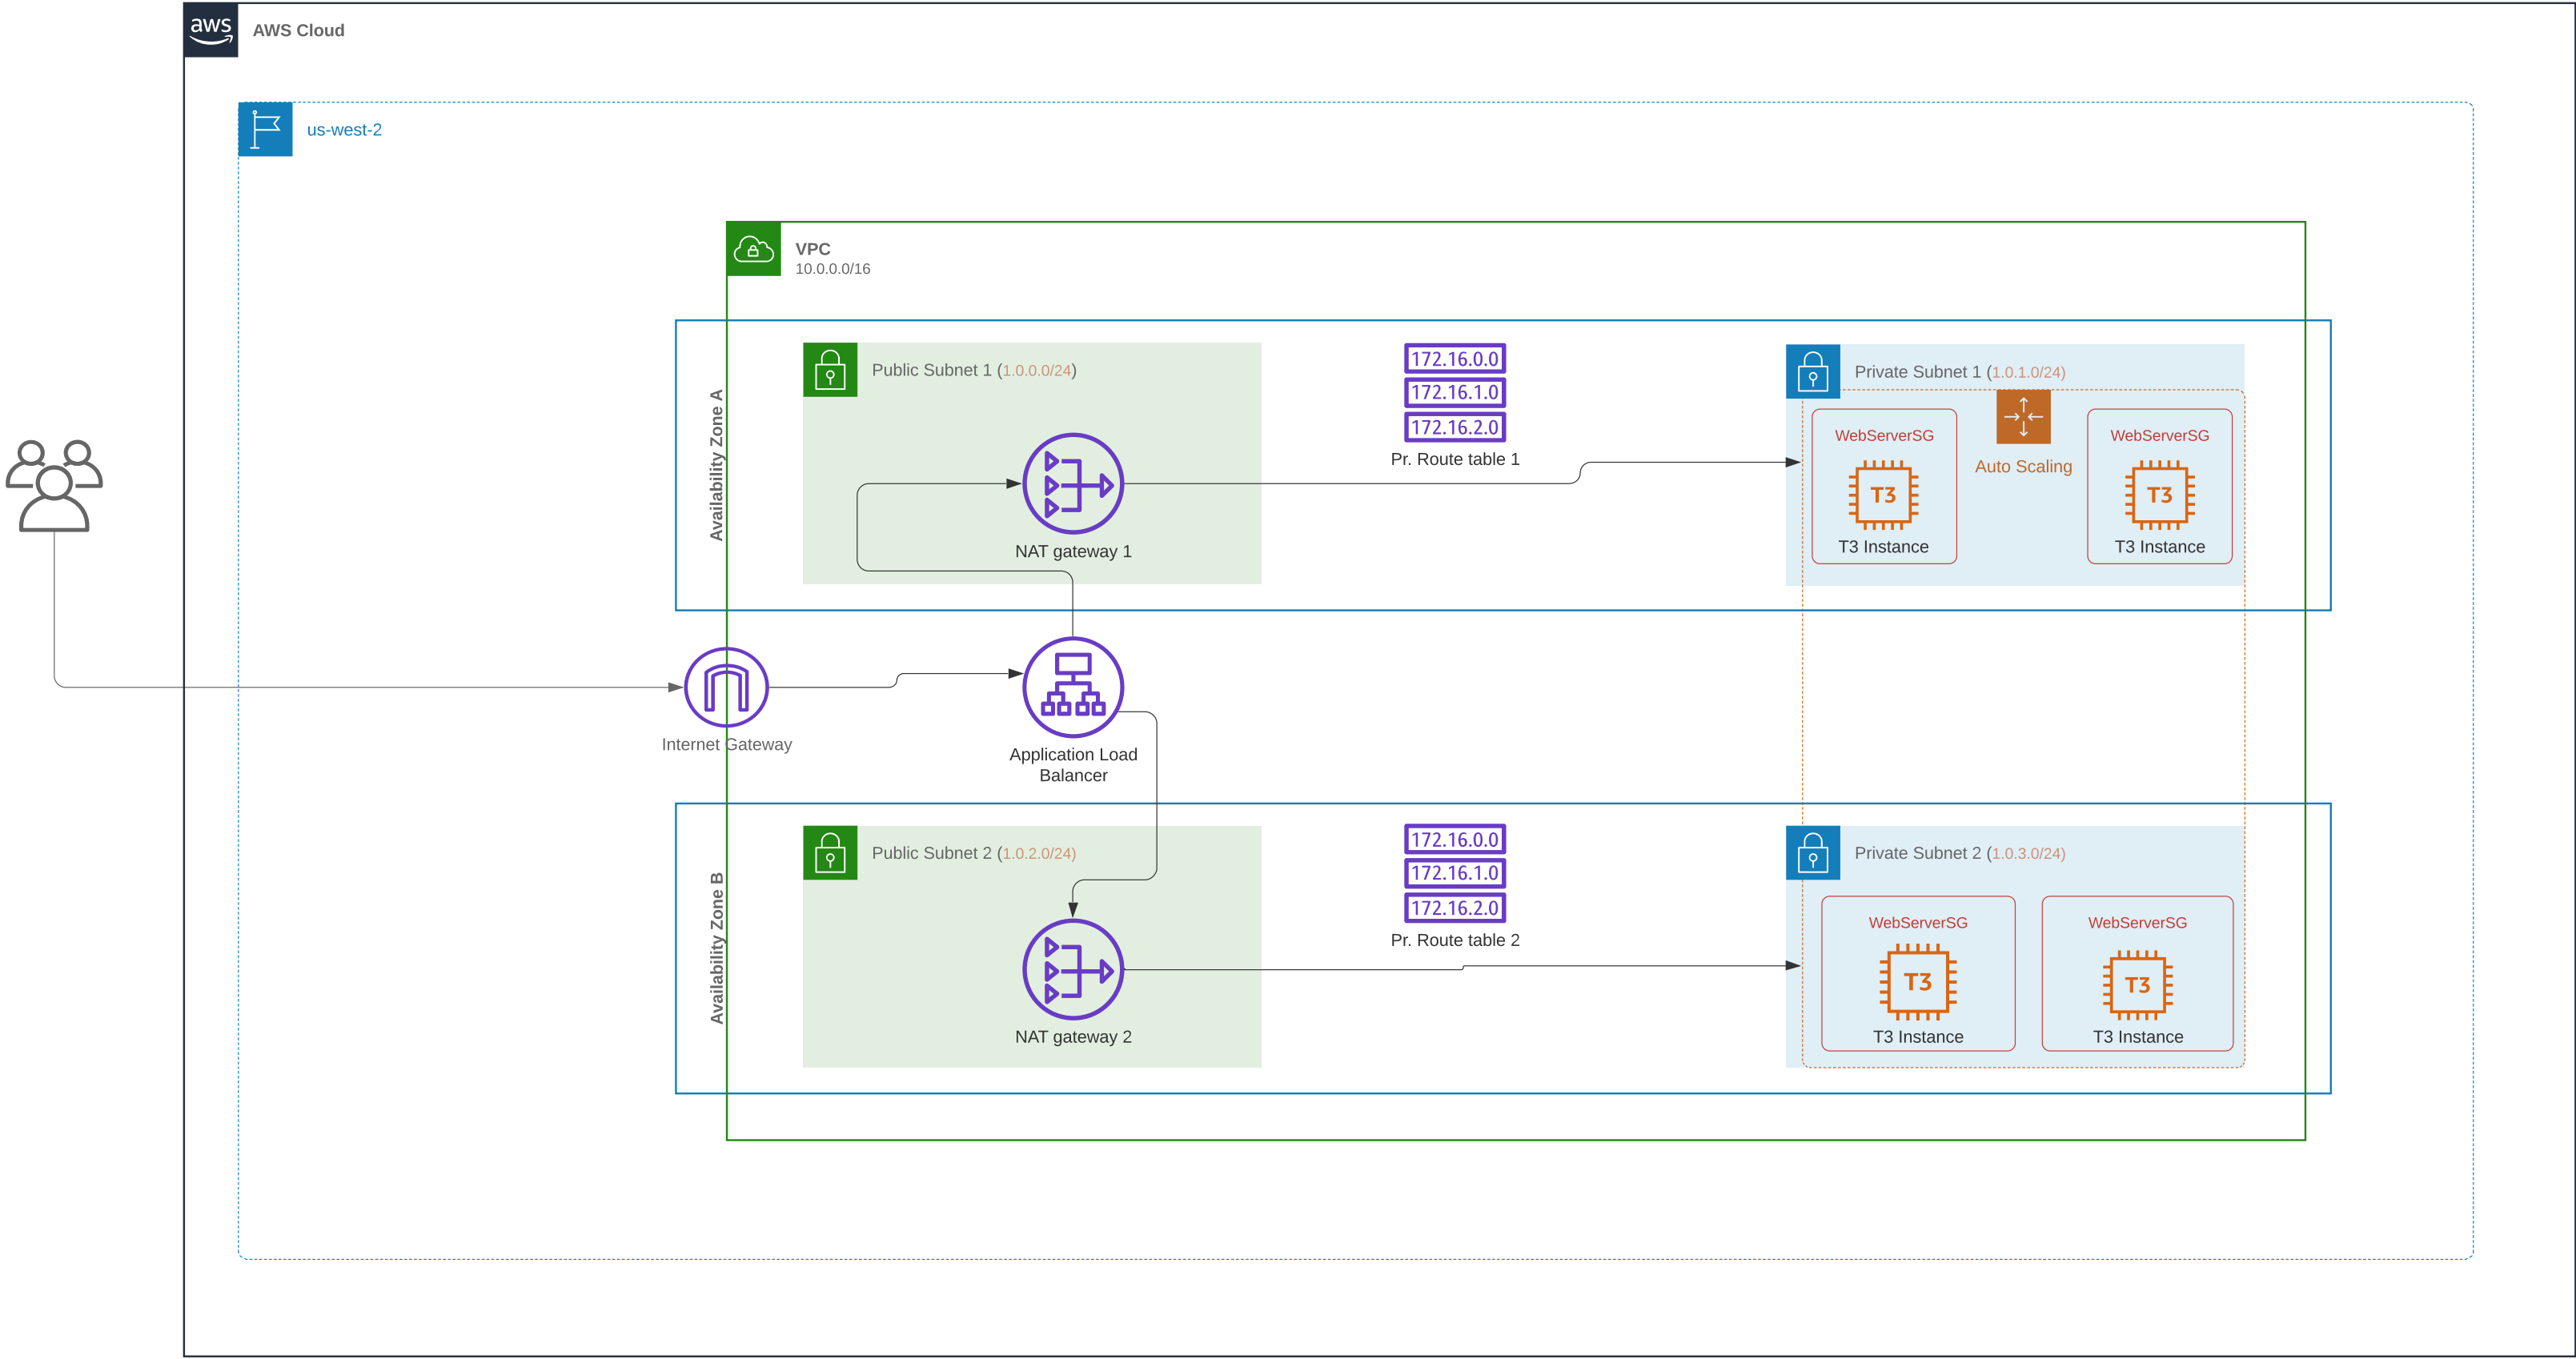 aws
AWS Cloud
us-west-2
VPC
10.0.0.0/16
Availability Zone A
Public Subnet 1 (1.0.0.0/24)
NAT gateway 1
172.16.0.0
172.16.1.0
172.16.2.0
Pr. Route table 1
Private Subnet 1 (1.0.1.0/24)
WebServerSG
T3
T3 Instance
Auto Scaling
WebServerSG
T3
T3 Instance
Internet Gateway
Application Load
Balancer
Availability Zone B
Public Subnet 2 (1.0.2.0/24)
NAT gateway 2
172.16.0.0
172.16.1.0
172.16.2.0
Pr. Route table 2
Private Subnet 2 (1.0.3.0/24)
WebServerSG
T3
T3 Instance
WebServerSG
T3
T3 Instance